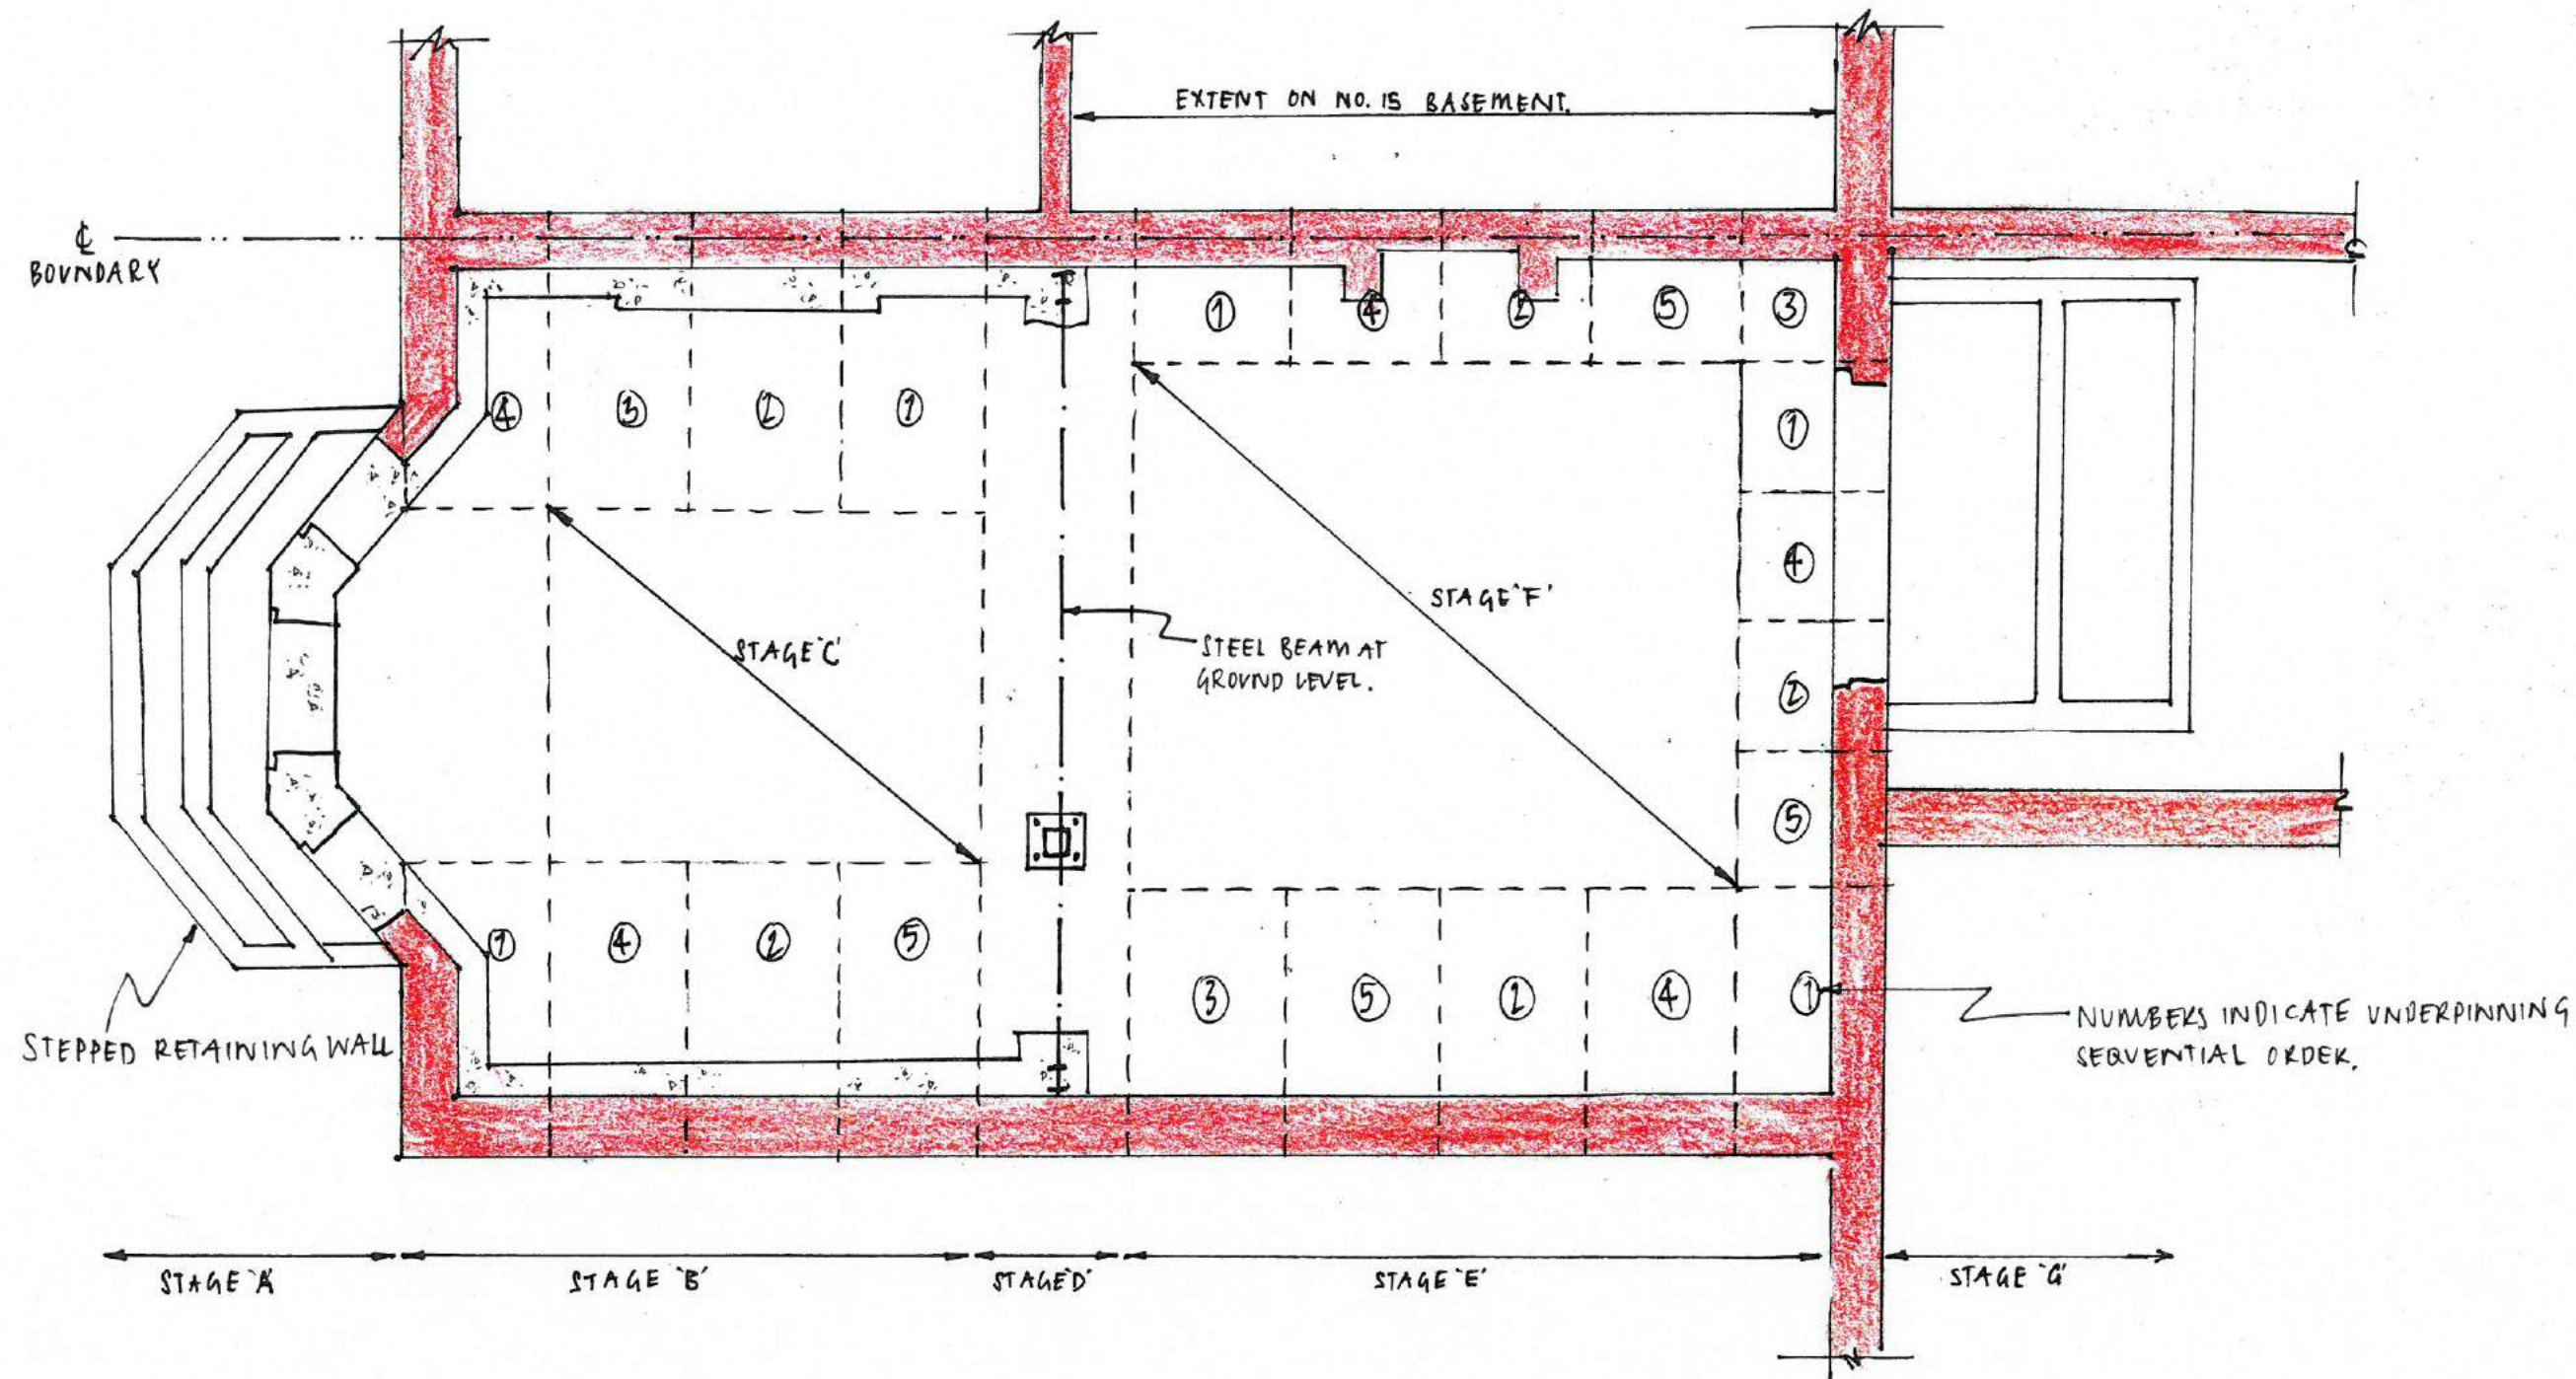 EXTENT ON NO. 15 BASEMENT.
℄
BOUNDARY
① ④ ② ⑤ ③
④ ③ ② ①
①
④
STAGE 'F'
STAGE 'C'
STEEL BEAM AT
GROUND LEVEL.
②
⑤
① ④ ② ⑤
③ ⑤ ② ④ ①
STEPPED RETAINING WALL
NUMBERS INDICATE UNDERPINNING
SEQUENTIAL ORDER.
STAGE 'A'
STAGE 'B'
STAGE 'D'
STAGE 'E'
STAGE 'G'